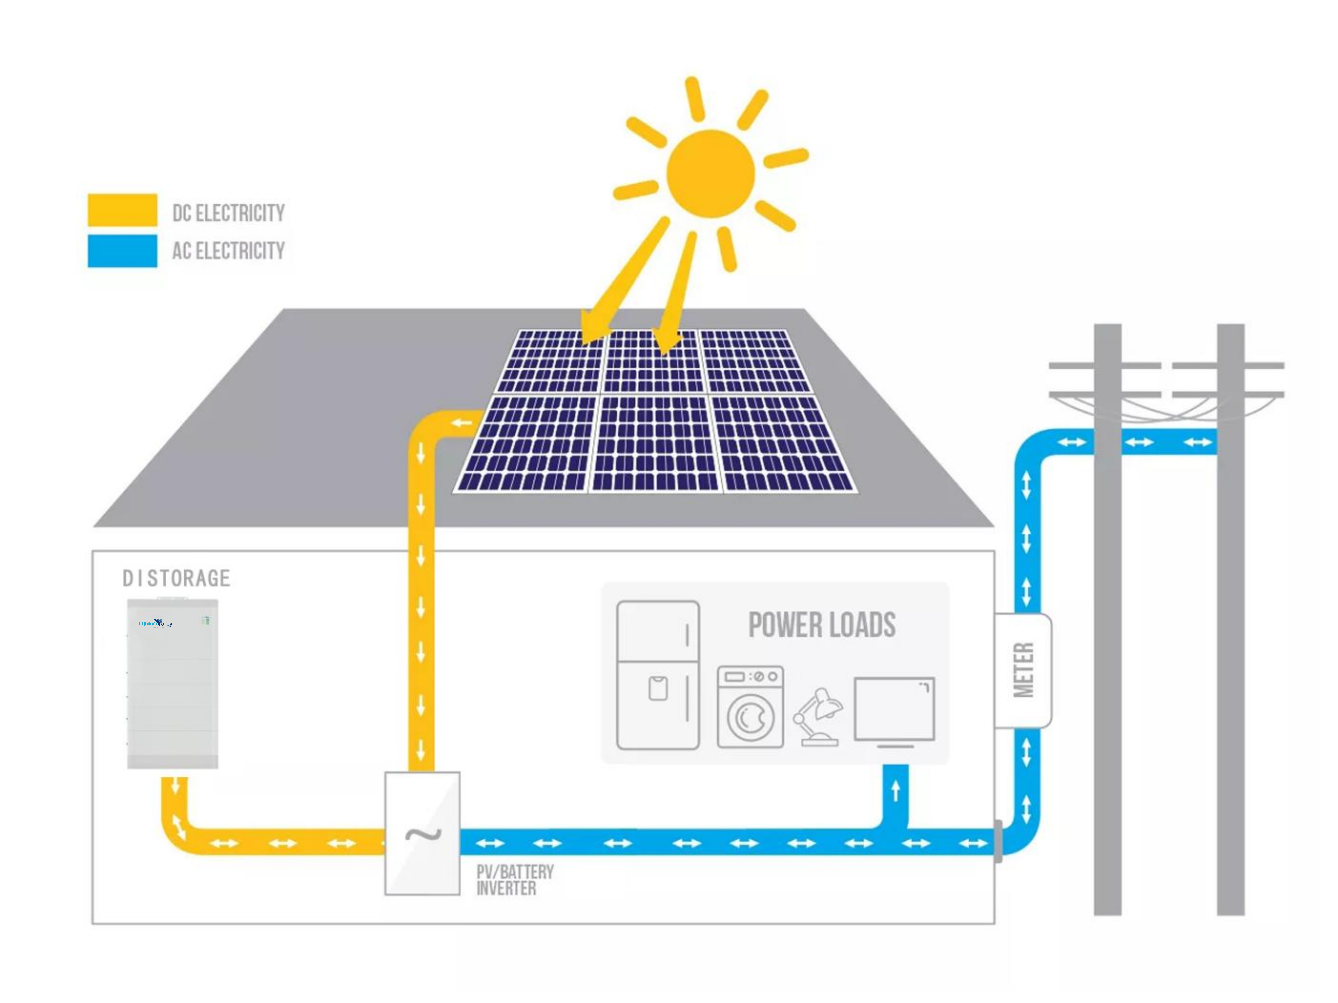 DC ELECTRICITY
AC ELECTRICITY
DISTORAGE
POWER LOADS
METER
PV/BATTERY
INVERTER